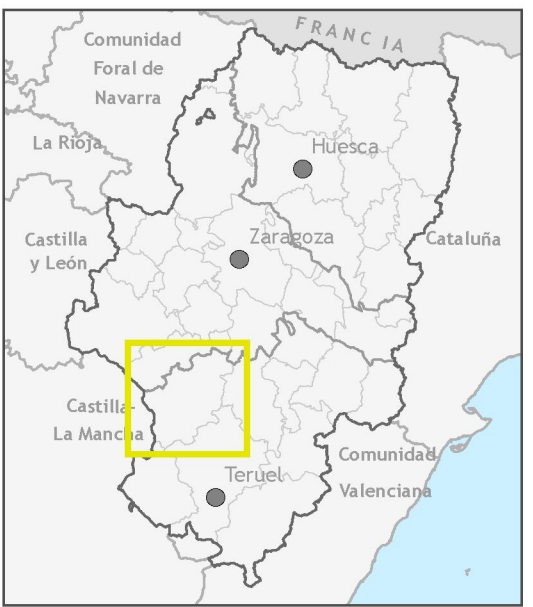 FRANCIA
Comunidad
Foral de
Navarra
La Rioja
Huesca
Castilla
y León
Zaragoza
Cataluña
Castilla-
La Mancha
Comunidad
Valenciana
Teruel